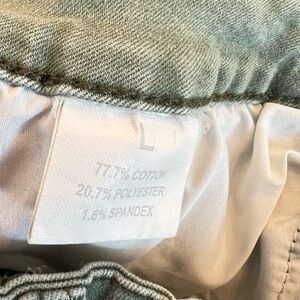 L
77.7% COTTON
20.7% POLYESTER
1.6% SPANDEX